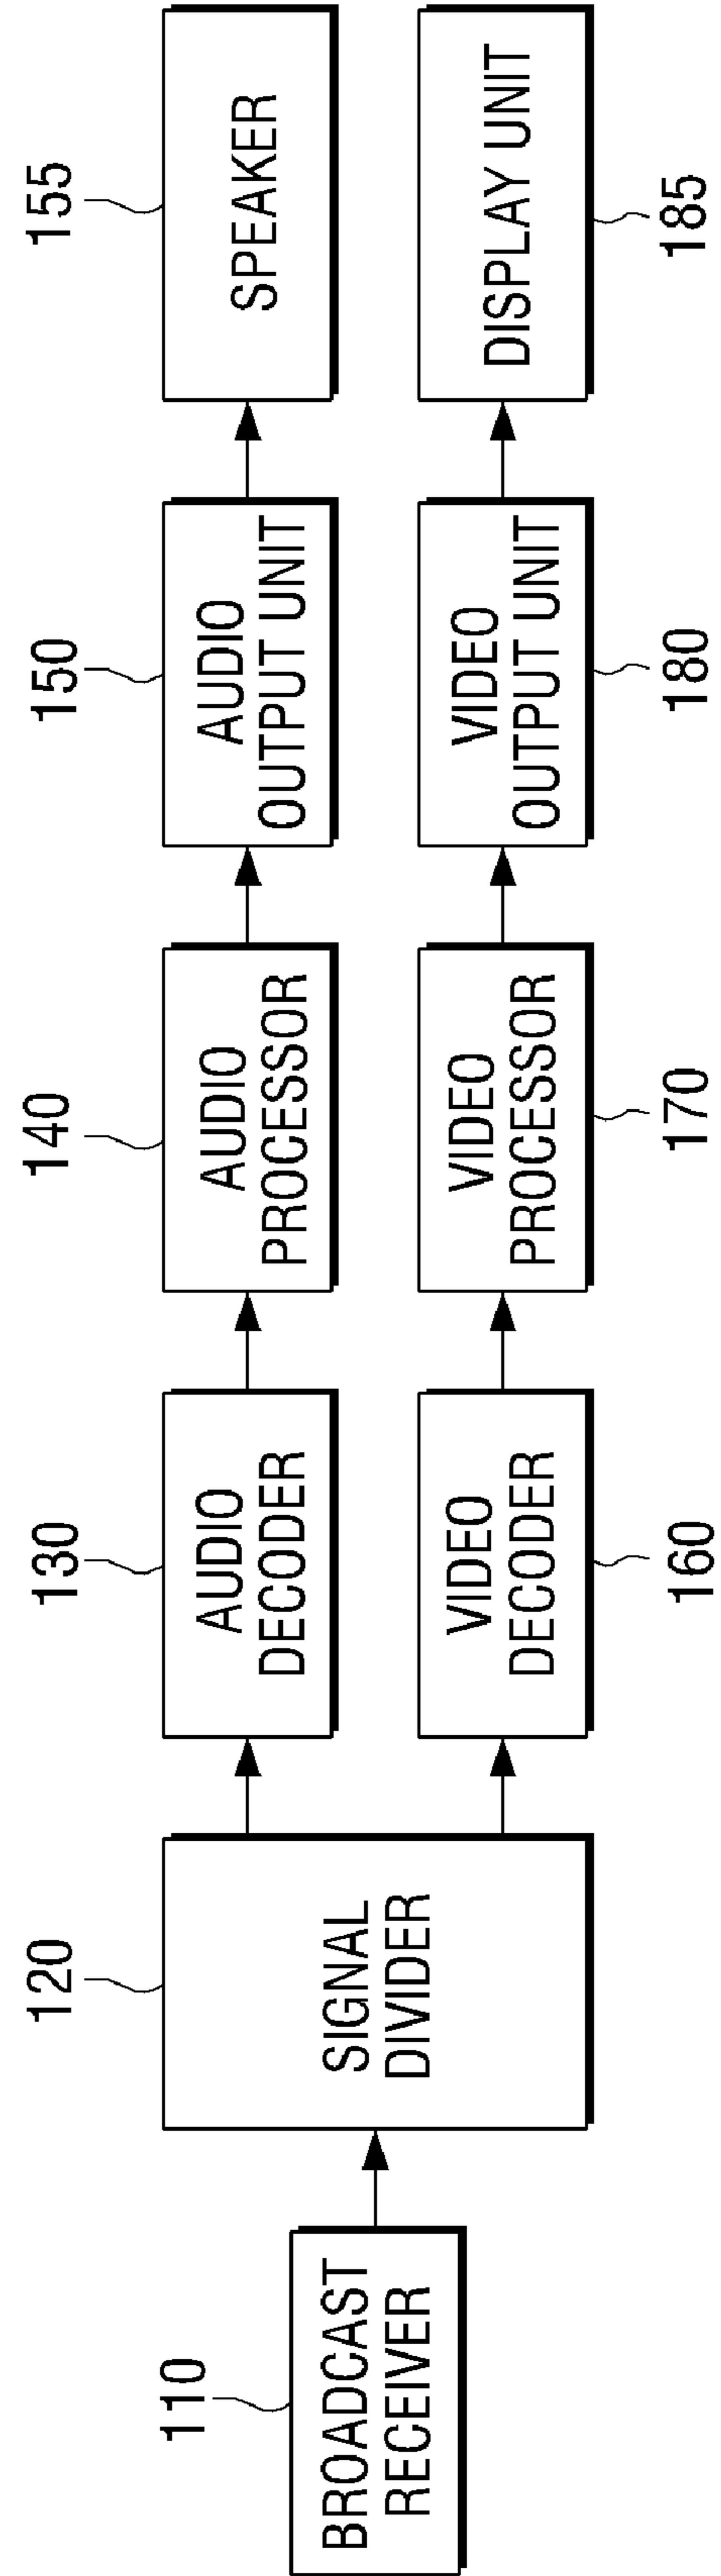 110
BROADCAST
RECEIVER
120
SIGNAL
DIVIDER
130
AUDIO
DECODER
140
AUDIO
PROCESSOR
150
AUDIO
OUTPUT UNIT
155
SPEAKER
VIDEO
DECODER
160
VIDEO
PROCESSOR
170
VIDEO
OUTPUT UNIT
180
DISPLAY UNIT
185